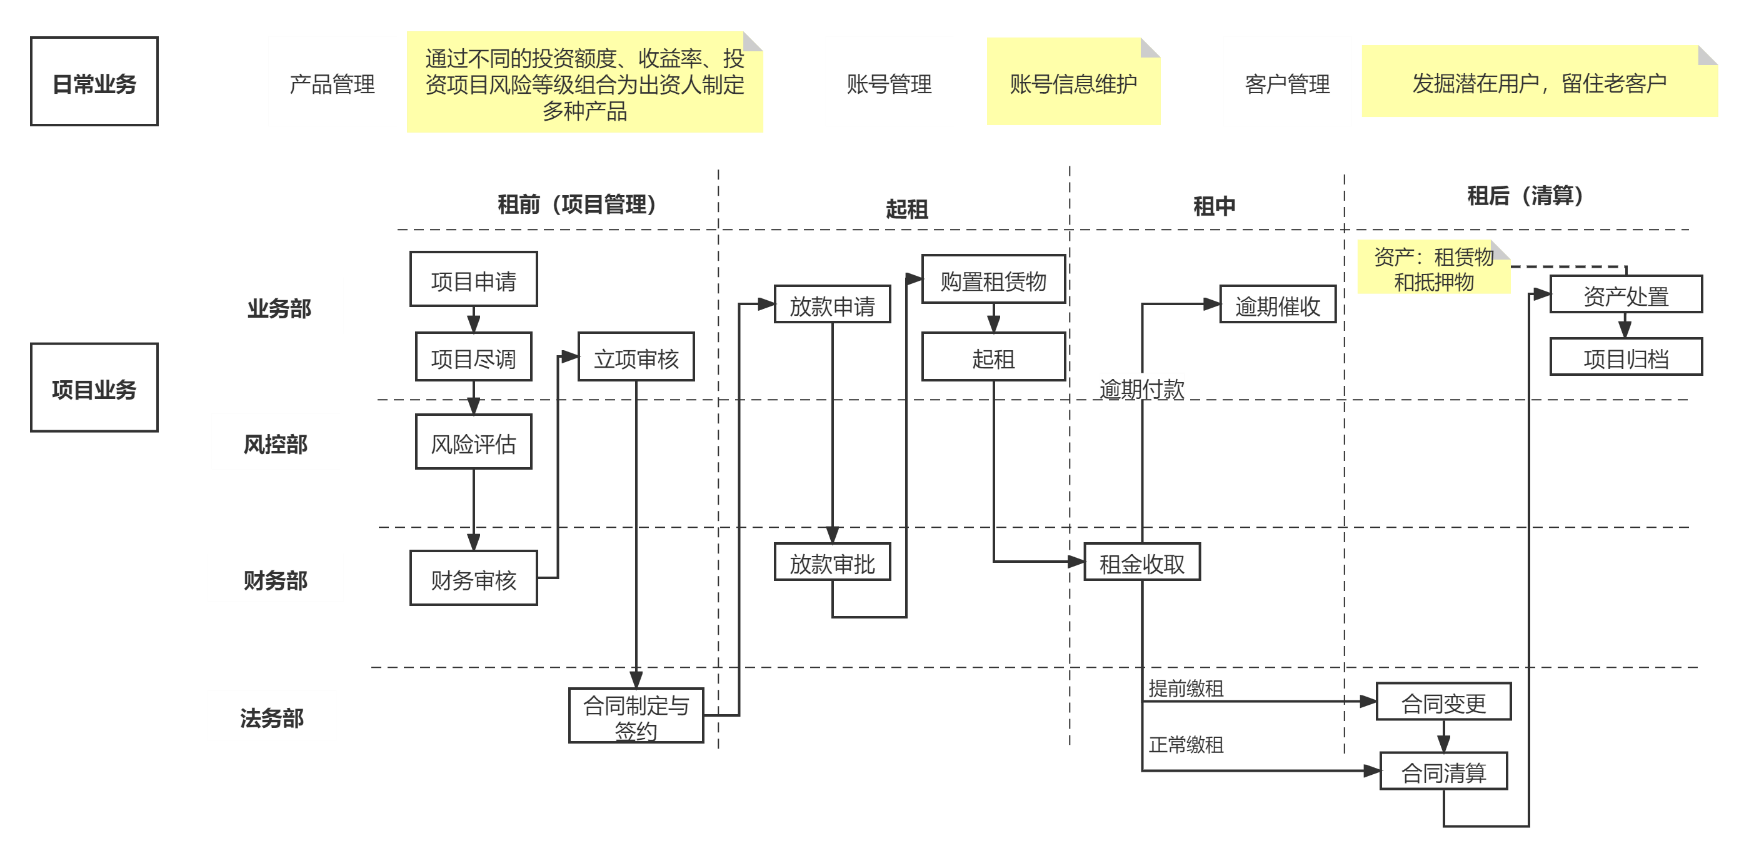 日常业务
产品管理
通过不同的投资额度、收益率、投
资项目风险等级组合为出资人制定
多种产品
账号管理
账号信息维护
客户管理
发掘潜在用户，留住老客户
租前（项目管理）
起租
租中
租后（清算）
项目业务
业务部
项目申请
项目尽调
立项审核
放款申请
购置租赁物
起租
逾期催收
逾期付款
资产：租赁物
和抵押物
资产处置
项目归档
风控部
风险评估
财务部
财务审核
放款审批
租金收取
法务部
合同制定与
签约
提前缴租
正常缴租
合同变更
合同清算